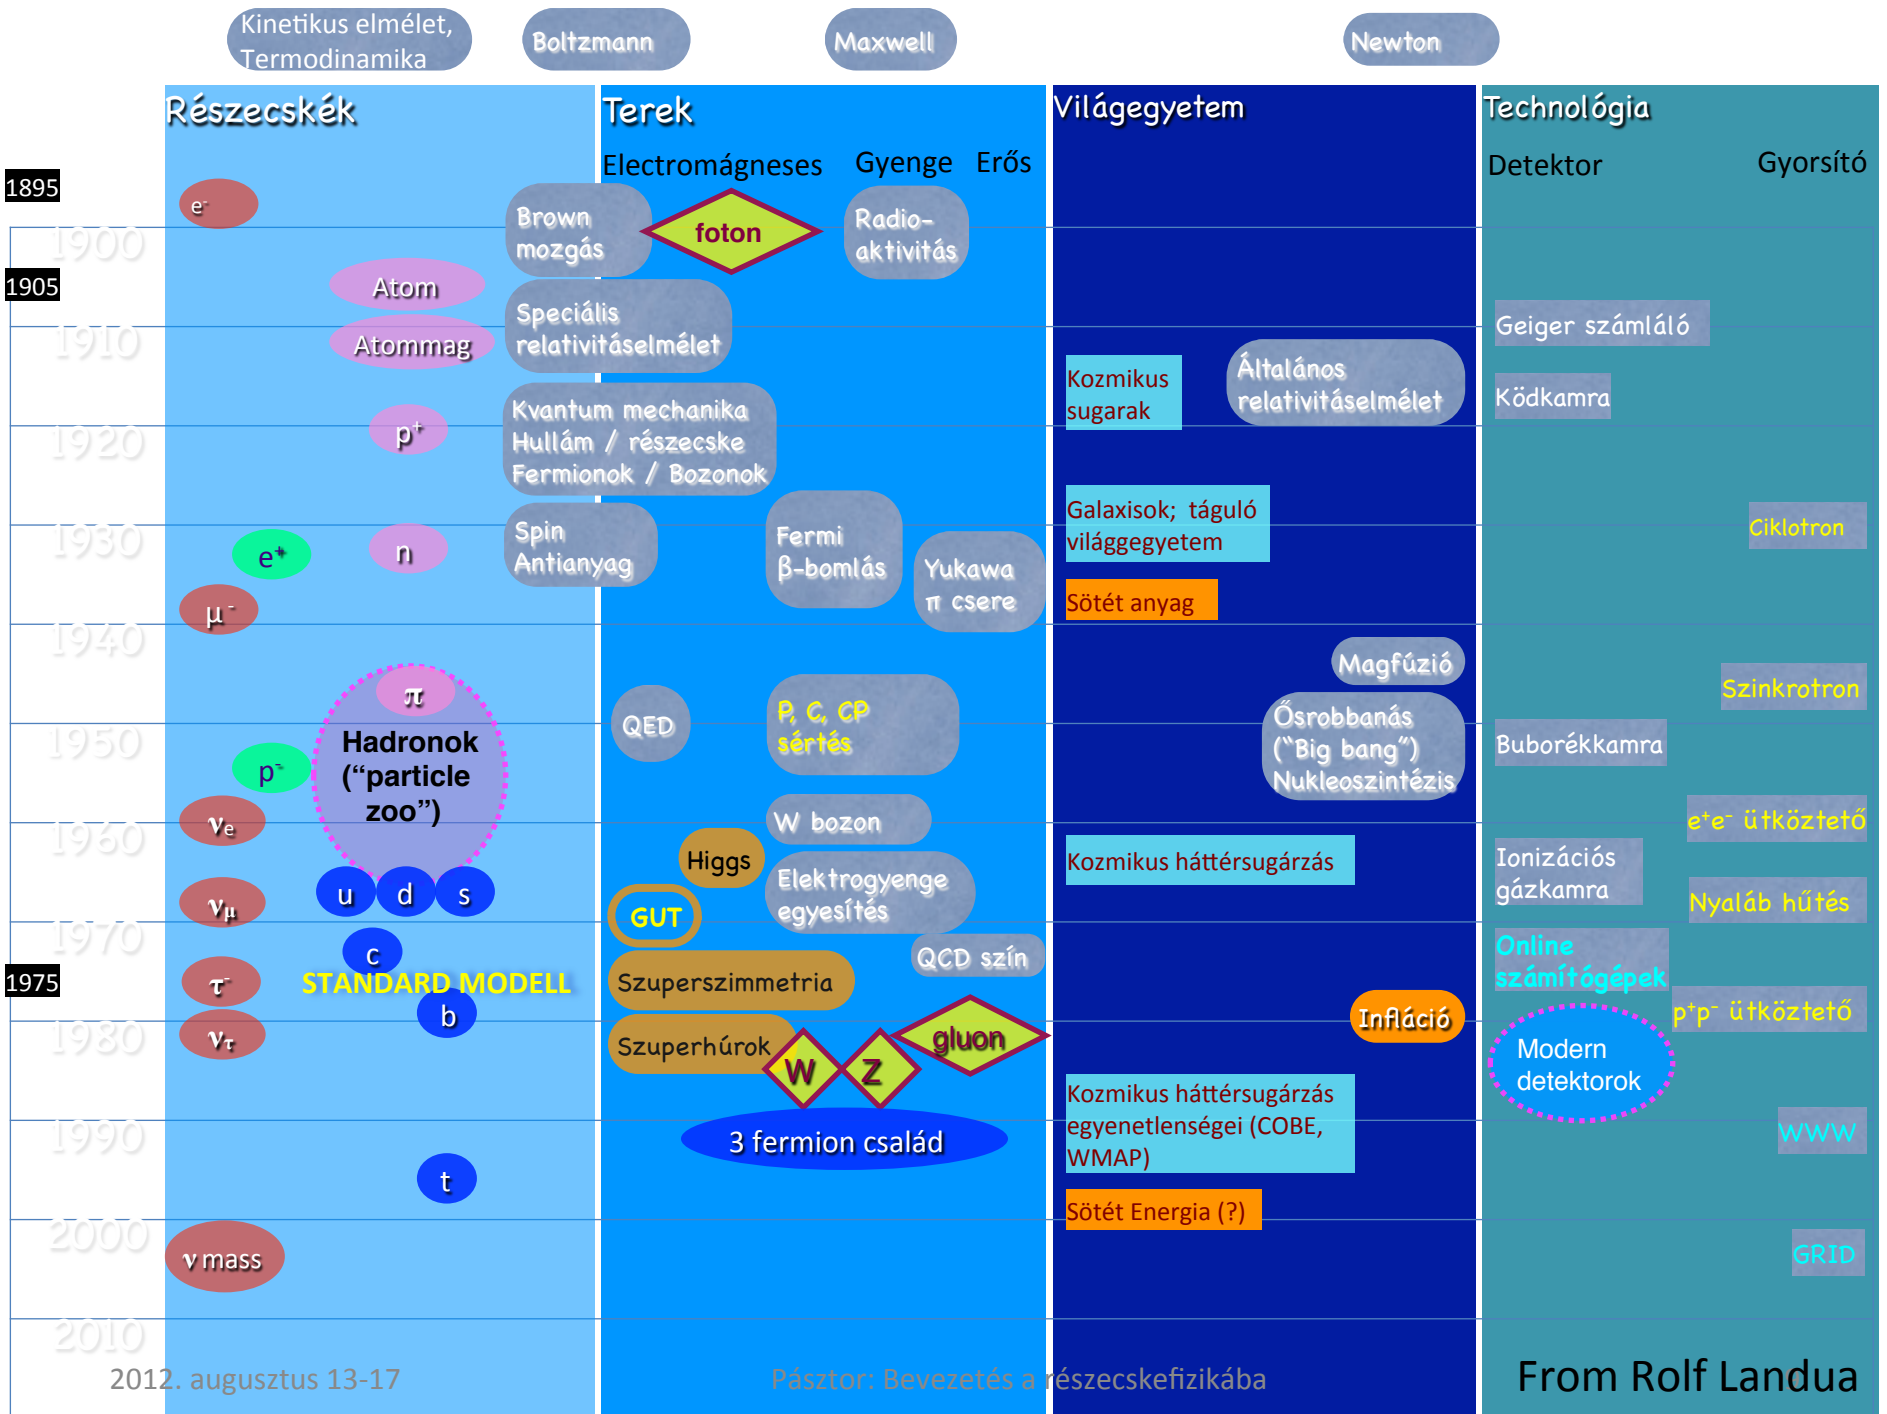 Kinetikus elmélet,
Termodinamika
Boltzmann
Maxwell
Newton
Részecskék
Terek
Világegyetem
Technológia
Electromágneses
Gyenge
Erős
Detektor
Gyorsító
1895
e⁻
Brown
mozgás
foton
Radio-
aktivitás
1900
1905
Atom
Speciális
relativitáselmélet
Geiger számláló
1910
Atommag
Kozmikus
sugarak
Általános
relativitáselmélet
Ködkamra
Kvantum mechanika
Hullám / részecske
Fermionok / Bozonok
p⁺
1920
Galaxisok; táguló
világgegyetem
Ciklotron
1930
e⁺
n
Spin
Antianyag
Fermi
β-bomlás
Yukawa
π csere
Sötét anyag
μ⁻
1940
Magfúzió
π
Szinkrotron
QED
P, C, CP
sértés
Ősrobbanás
("Big bang")
Nukleoszintézis
1950
Hadronok
(“particle
zoo”)
Buborékkamra
p⁻
νe
W bozon
e⁺e⁻ ütköztető
1960
Higgs
Kozmikus háttérsugárzás
Ionizációs
gázkamra
u
d
s
Elektrogyenge
egyesítés
Nyaláb hűtés
νμ
GUT
1970
c
QCD szín
Online
számítógépek
1975
τ⁻
STANDARD MODELL
Szuperszimmetria
b
Infláció
p⁺p⁻ ütköztető
1980
ντ
Szuperhúrok
W
Z
gluon
Modern
detektorok
Kozmikus háttérsugárzás
egyenetlenségei (COBE,
WMAP)
1990
3 fermion család
WWW
t
Sötét Energia (?)
2000
ν mass
GRID
2010
2012. augusztus 13-17
Pásztor: Bevezetés a részecskefizikába
From Rolf Landua